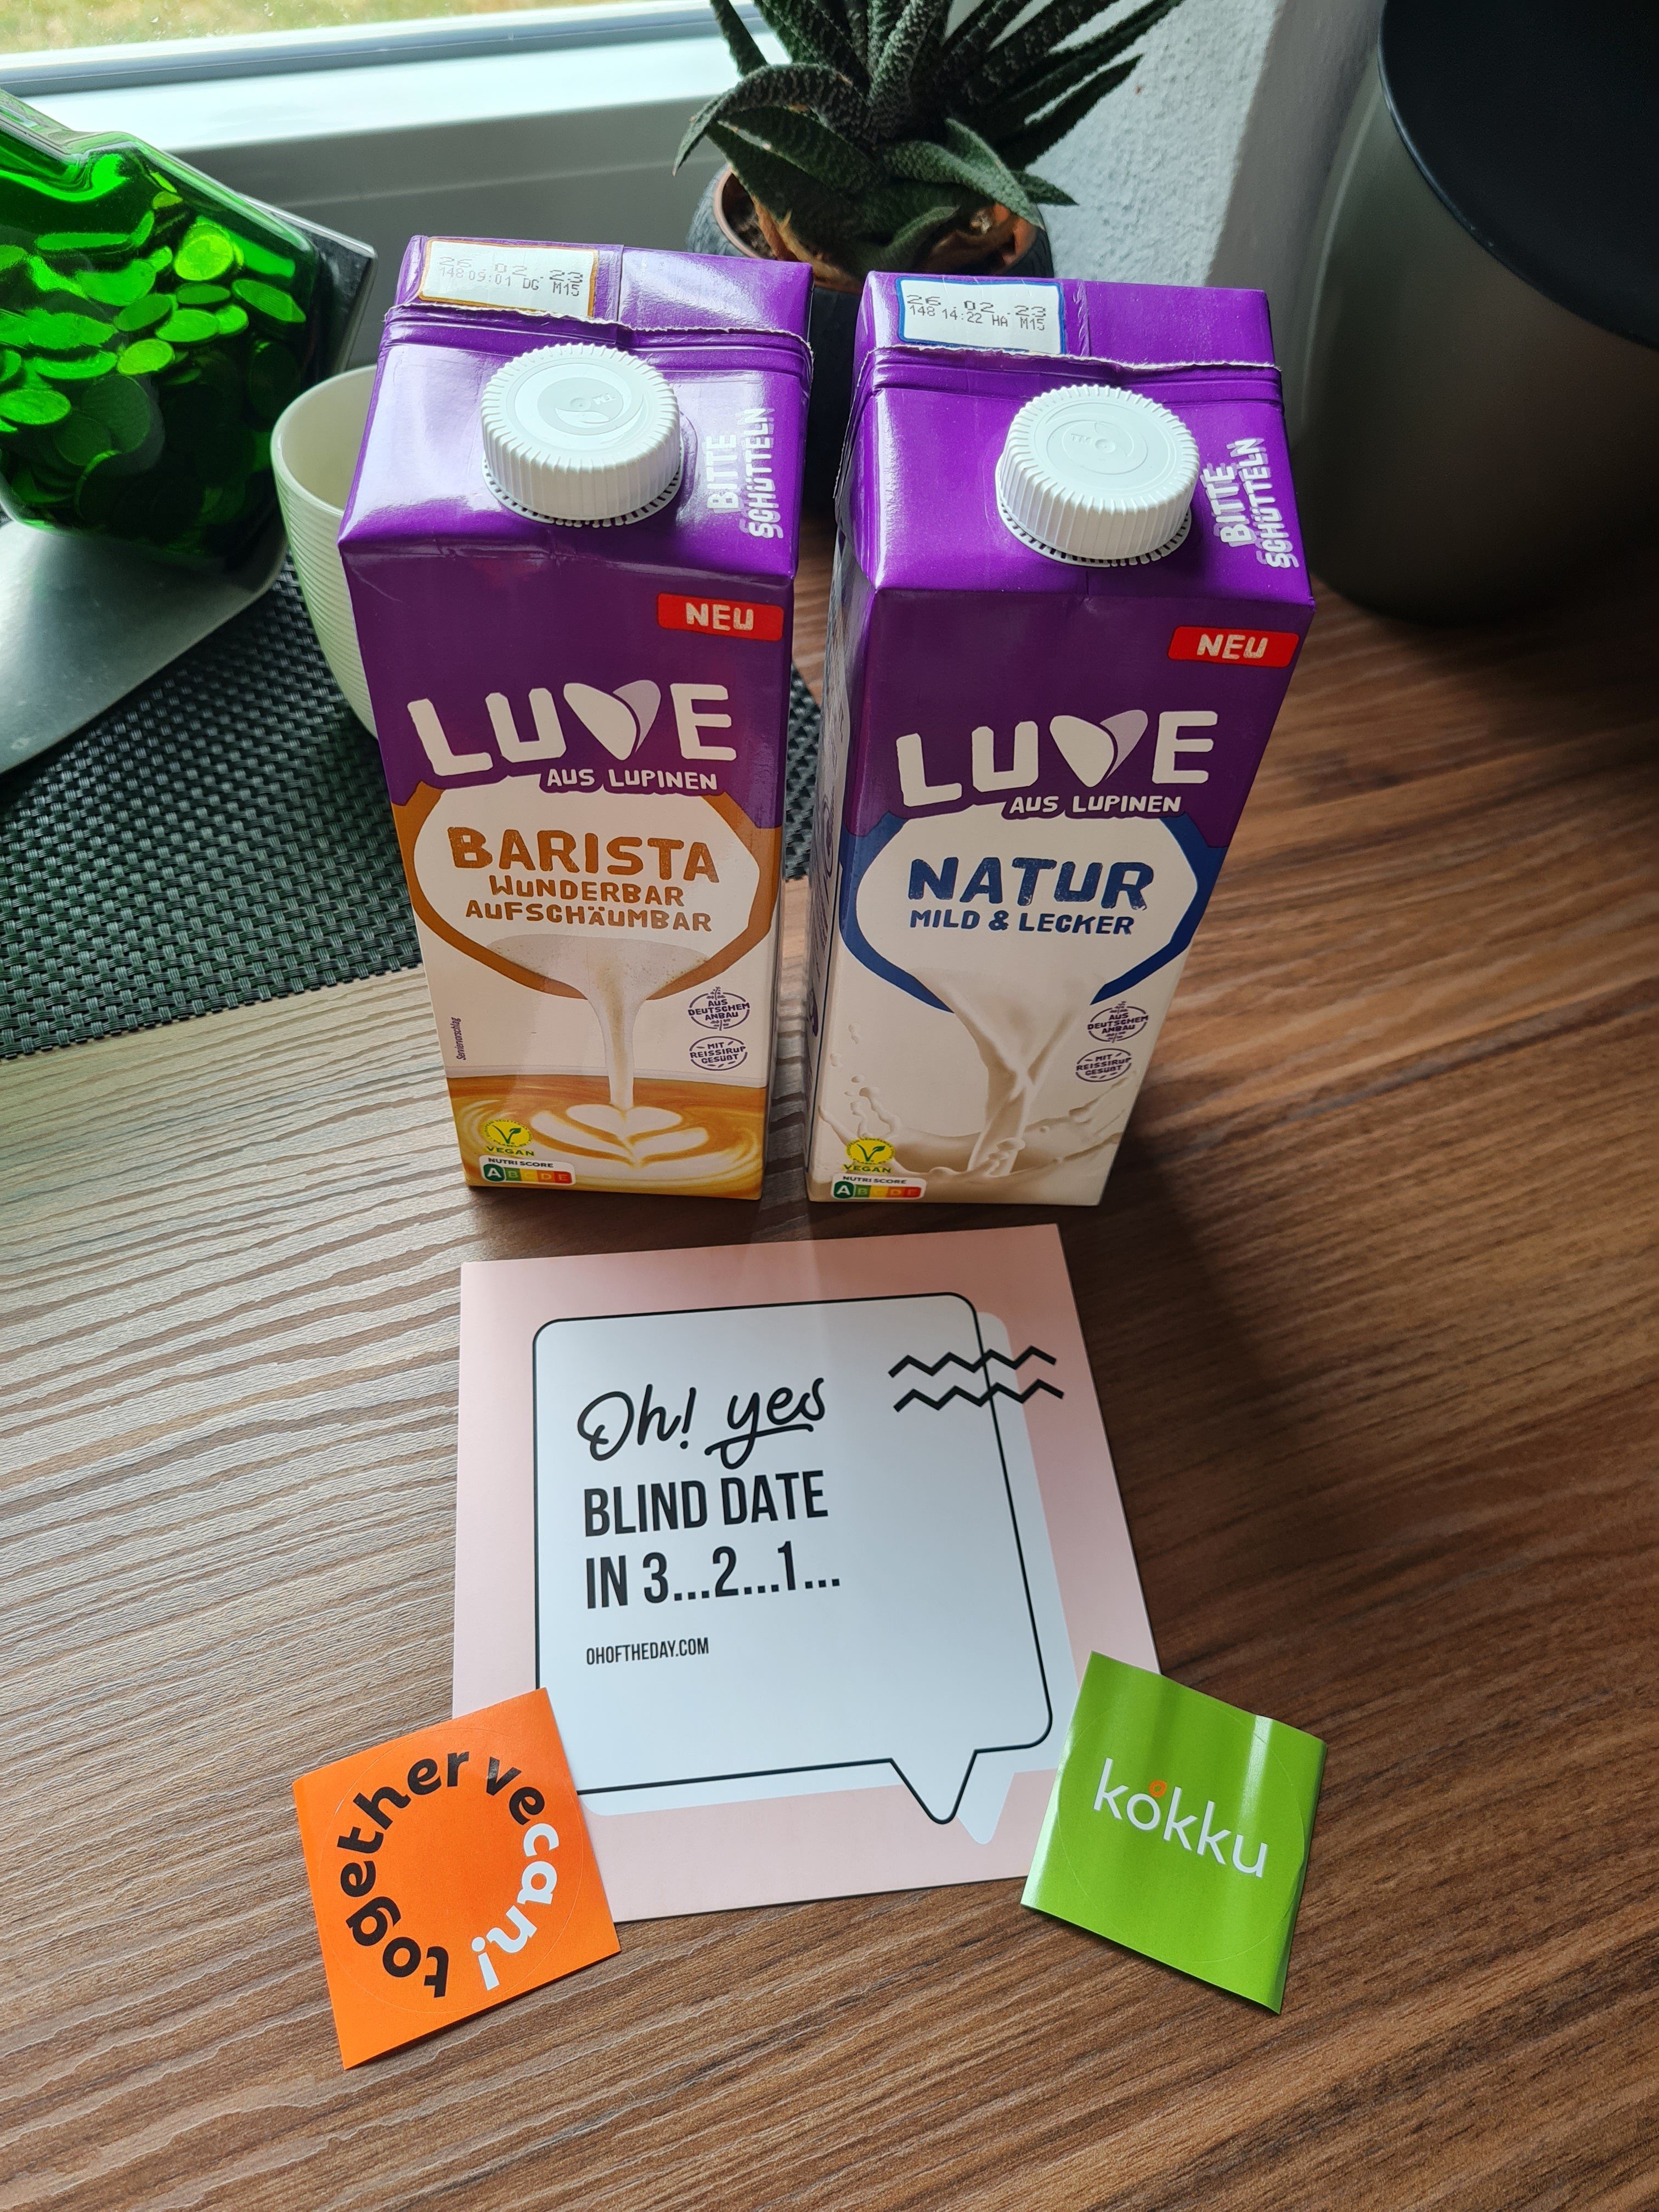 26.02.23
148 09:01 DG M15
BITTE
SCHÜTTELN
NEU
LUVE
AUS LUPINEN
BARISTA
WUNDERBAR
AUFSCHÄUMBAR
AUS
DEUTSCHEM
ANBAU
MIT
REISSIRUP
GESÜßT
Serviervorschlag
VEGAN
NUTRI SCORE
A B C D E
26.02.23
148 14:22 HA M15
BITTE
SCHÜTTELN
NEU
LUVE
AUS LUPINEN
NATUR
MILD & LECKER
AUS
DEUTSCHEM
ANBAU
MIT
REISSIRUP
GESÜßT
VEGAN
NUTRI SCORE
A B C D E
Oh! yes
BLIND DATE
IN 3...2...1...
OHOFTHEDAY.COM
together vecan!
kokku